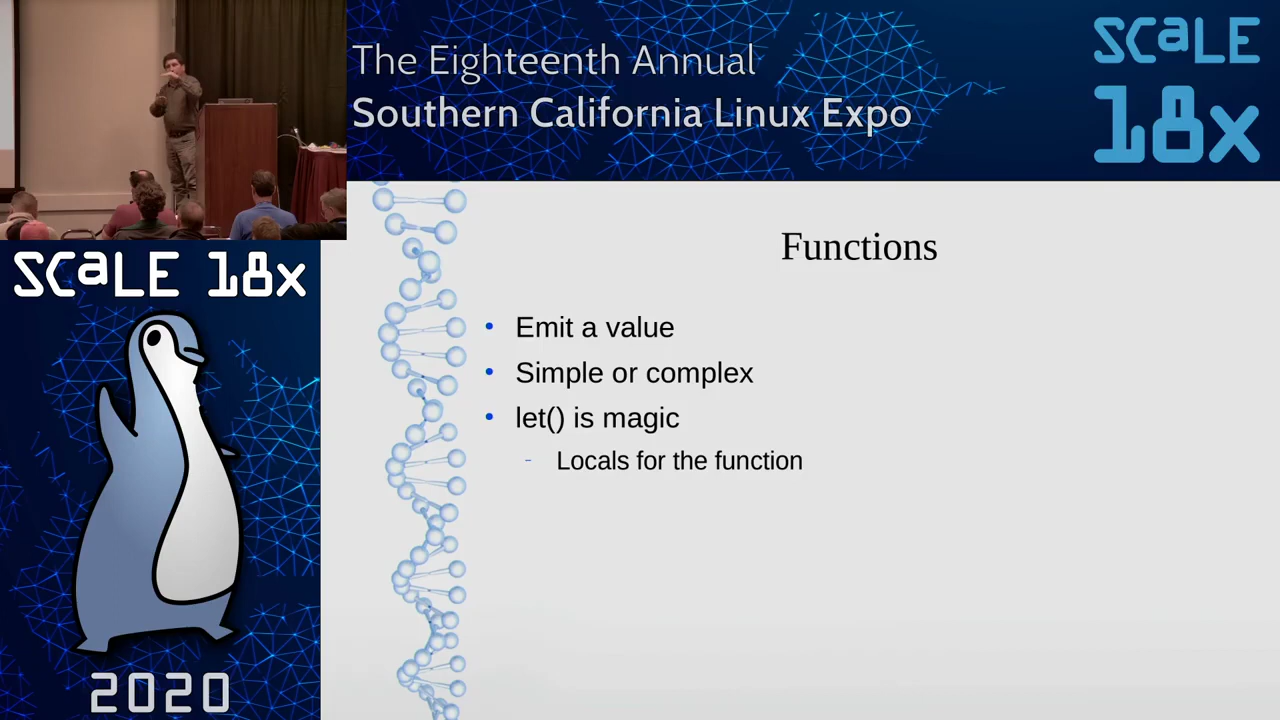 The Eighteenth Annual
Southern California Linux Expo
SCaLE
18x
SCaLE 18x
2020
Functions
• Emit a value
• Simple or complex
• let() is magic
- Locals for the function